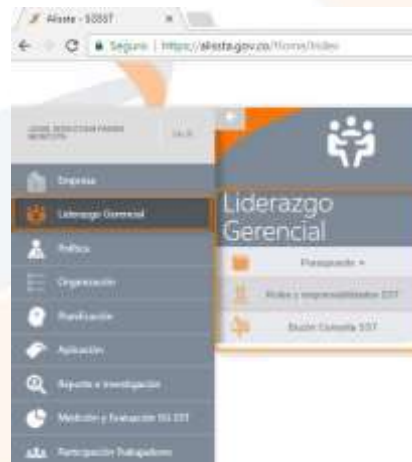 Alissta - SGSST
Seguro | https://alissta.gov.co/Home/Index
SALIR
Empresa
Liderazgo Gerencial
Política
Organización
Planificación
Aplicación
Reporte e investigación
Medición y Evaluación SG-SST
Participación Trabajadores
Liderazgo
Gerencial
Presupuesto
Roles y responsabilidades SST
Buzón Consulta SST